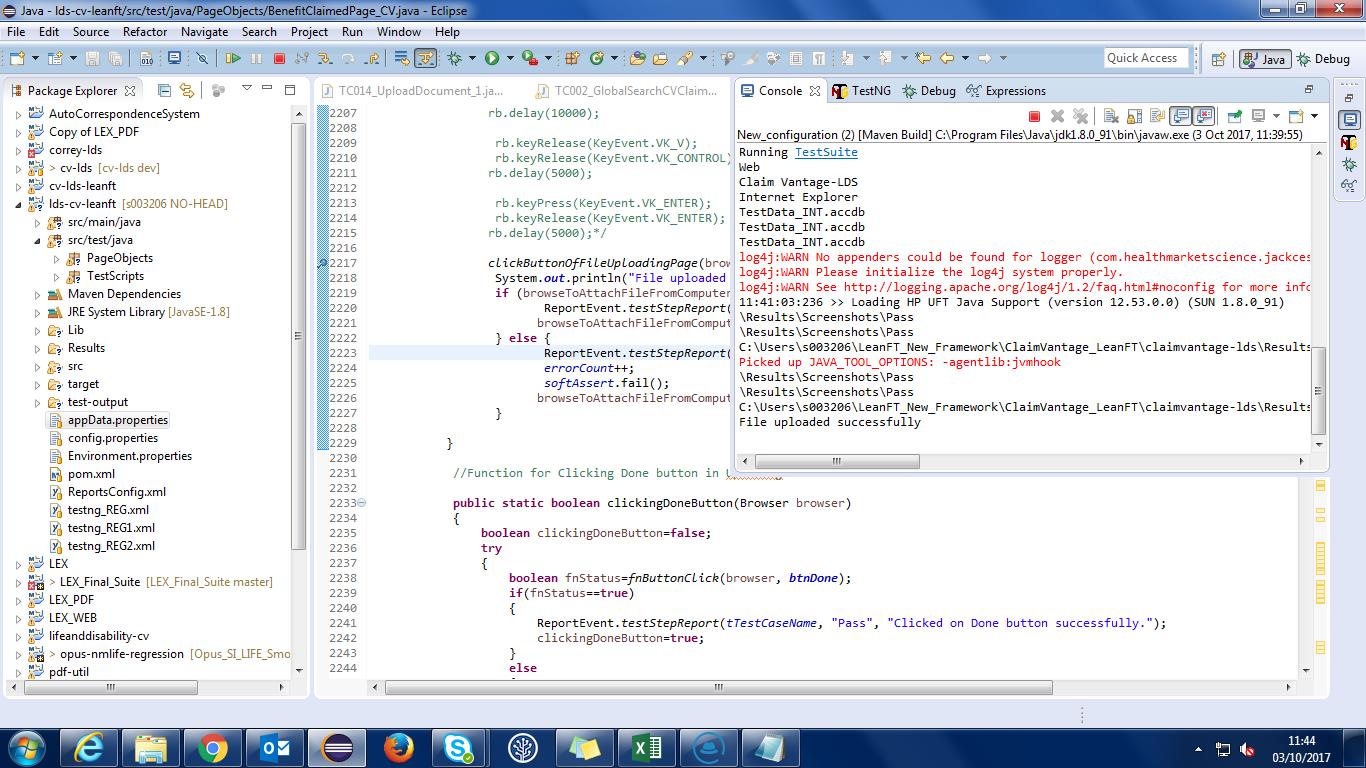 Java - lds-cv-leanft/src/test/java/PageObjects/BenefitClaimedPage_CV.java - Eclipse
File Edit Source Refactor Navigate Search Project Run Window Help
Quick Access
Java
Debug
Package Explorer
AutoCorrespondenceSystem
Copy of LEX_PDF
correy-lds
> cv-lds [cv-lds dev]
cv-lds-leanft
lds-cv-leanft [s003206 NO-HEAD]
src/main/java
src/test/java
PageObjects
TestScripts
Maven Dependencies
JRE System Library [JavaSE-1.8]
Lib
Results
src
target
test-output
appData.properties
config.properties
Environment.properties
pom.xml
ReportsConfig.xml
testng_REG.xml
testng_REG1.xml
testng_REG2.xml
LEX
> LEX_Final_Suite [LEX_Final_Suite master]
LEX_PDF
LEX_WEB
lifeanddisability-cv
> opus-nmlife-regression [Opus_SI_LIFE_Smo
pdf-util
TC014_UploadDocument_1.ja...
TC002_GlobalSearchCVClaim...
2207 rb.delay(10000);
2208
2209 rb.keyRelease(KeyEvent.VK_V);
2210 rb.keyRelease(KeyEvent.VK_CONTROL)
2211 rb.delay(5000);
2212
2213 rb.keyPress(KeyEvent.VK_ENTER);
2214 rb.keyRelease(KeyEvent.VK_ENTER);
2215 rb.delay(5000);*/
2216
2217 clickButtonOfFileUploadingPage(brow
2218 System.out.println("File uploaded
2219 if (browseToAttachFileFromComputer
2220 ReportEvent.testStepReport(
2221 browseToAttachFileFromComput
2222 } else {
2223 ReportEvent.testStepReport(
2224 errorCount++;
2225 softAssert.fail();
2226 browseToAttachFileFromComput
2227 }
2228
2229 }
2230
2231 //Function for Clicking Done button in
2232
2233 public static boolean clickingDoneButton(Browser browser)
2234 {
2235 boolean clickingDoneButton=false;
2236 try
2237 {
2238 boolean fnStatus=fnButtonClick(browser, btnDone);
2239 if(fnStatus==true)
2240 {
2241 ReportEvent.testStepReport(tTestCaseName, "Pass", "Clicked on Done button successfully.");
2242 clickingDoneButton=true;
2243 }
2244 else
Console TestNG Debug Expressions
New_configuration (2) [Maven Build] C:\Program Files\Java\jdk1.8.0_91\bin\javaw.exe (3 Oct 2017, 11:39:55)
Running TestSuite
Web
Claim Vantage-LDS
Internet Explorer
TestData_INT.accdb
TestData_INT.accdb
TestData_INT.accdb
log4j:WARN No appenders could be found for logger (com.healthmarketscience.jackces
log4j:WARN Please initialize the log4j system properly.
log4j:WARN See http://logging.apache.org/log4j/1.2/faq.html#noconfig for more info
11:41:03:236 >> Loading HP UFT Java Support (version 12.53.0.0) (SUN 1.8.0_91)
\Results\Screenshots\Pass
\Results\Screenshots\Pass
C:\Users\s003206\LeanFT_New_Framework\ClaimVantage_LeanFT\claimvantage-lds\Results
Picked up JAVA_TOOL_OPTIONS: -agentlib:jvmhook
\Results\Screenshots\Pass
\Results\Screenshots\Pass
C:\Users\s003206\LeanFT_New_Framework\ClaimVantage_LeanFT\claimvantage-lds\Results
File uploaded successfully
11:44
03/10/2017